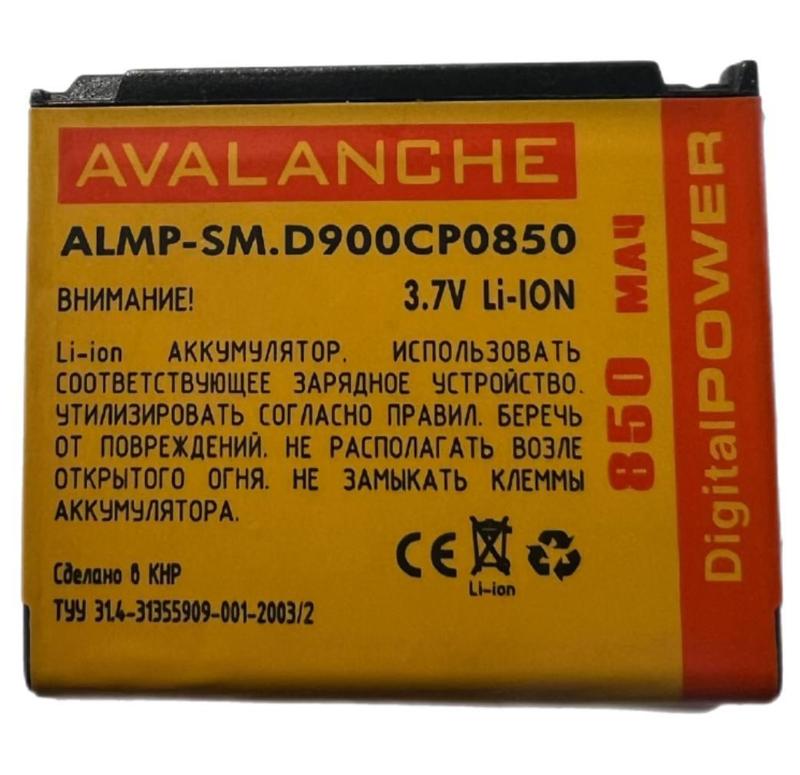 AVALANCHE
ALMP-SM.D900CP0850
ВНИМАНИЕ! 3.7V Li-ION
Li-ion АККУМУЛЯТОР. ИСПОЛЬЗОВАТЬ
СООТВЕТСТВУЮЩЕЕ ЗАРЯДНОЕ УСТРОЙСТВО.
УТИЛИЗИРОВАТЬ СОГЛАСНО ПРАВИЛ. БЕРЕЧЬ
ОТ ПОВРЕЖДЕНИЙ. НЕ РАСПОЛАГАТЬ ВОЗЛЕ
ОТКРЫТОГО ОГНЯ. НЕ ЗАМЫКАТЬ КЛЕММЫ
АККУМУЛЯТОРА.
CE
Li-ion
Сделано в КНР
ТУУ 31.4-31355909-001-2003/2
850 МАЧ
DigitalPOWER